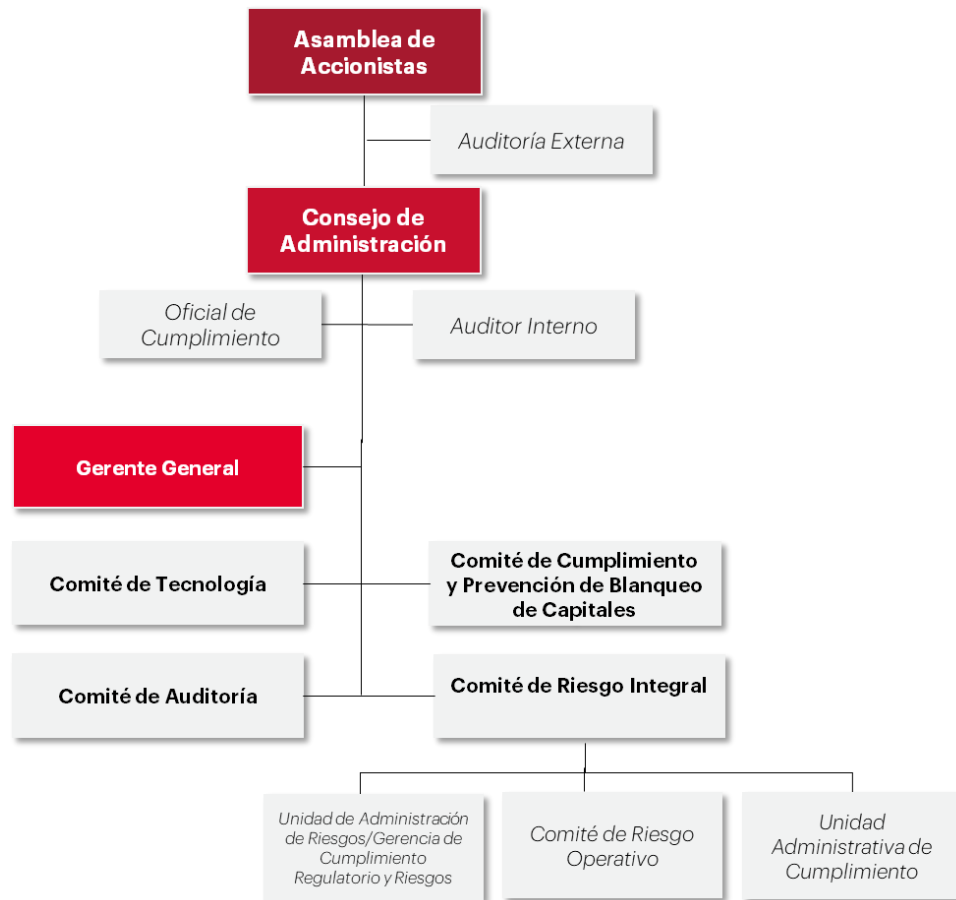 Asamblea de
Accionistas
Auditoría Externa
Consejo de
Administración
Oficial de
Cumplimiento
Auditor Interno
Gerente General
Comité de Tecnología
Comité de Cumplimiento
y Prevención de Blanqueo
de Capitales
Comité de Auditoría
Comité de Riesgo Integral
Unidad de Administración
de Riesgos/Gerencia de
Cumplimiento
Regulatorio y Riesgos
Comité de Riesgo
Operativo
Unidad
Administrativa de
Cumplimiento